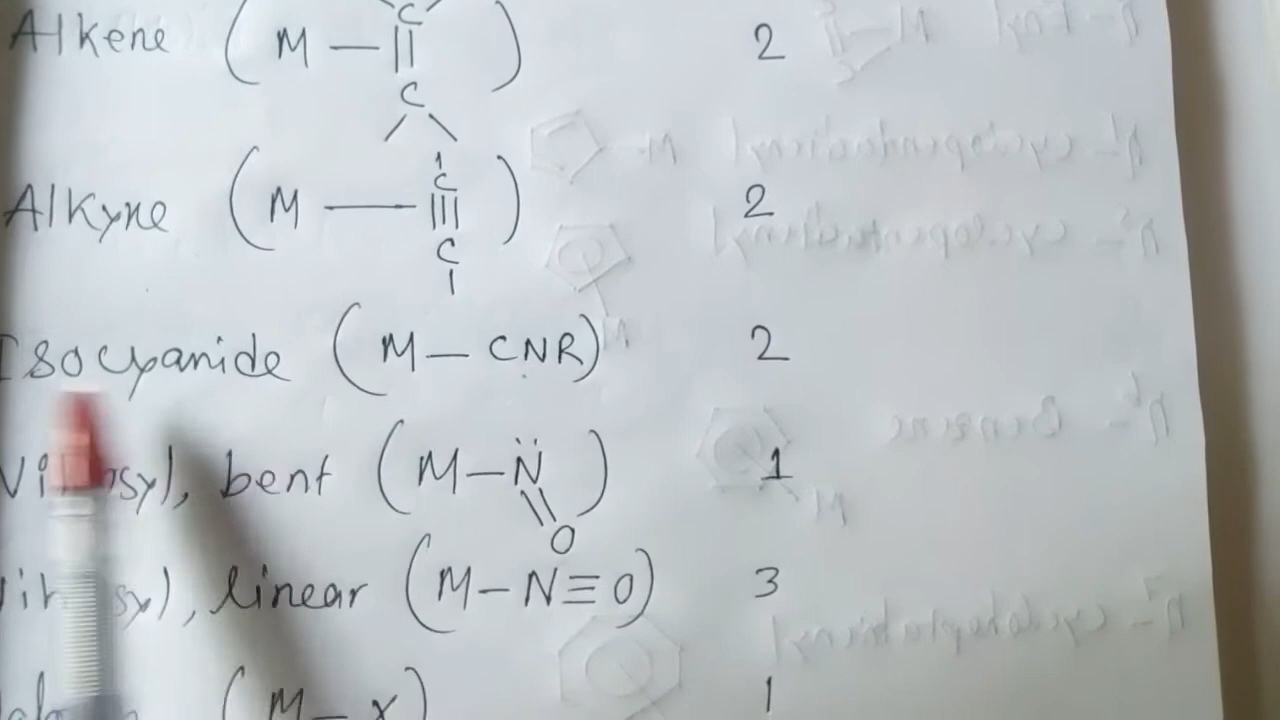 Alkene ( M — C = C ) 2
Alkyne ( M — C ≡ C ) 2
Isocyanide ( M — CNR ) 2
bent ( M — N̈ = O ) 1
linear ( M — N ≡ O ) 3
( M — X ) 1